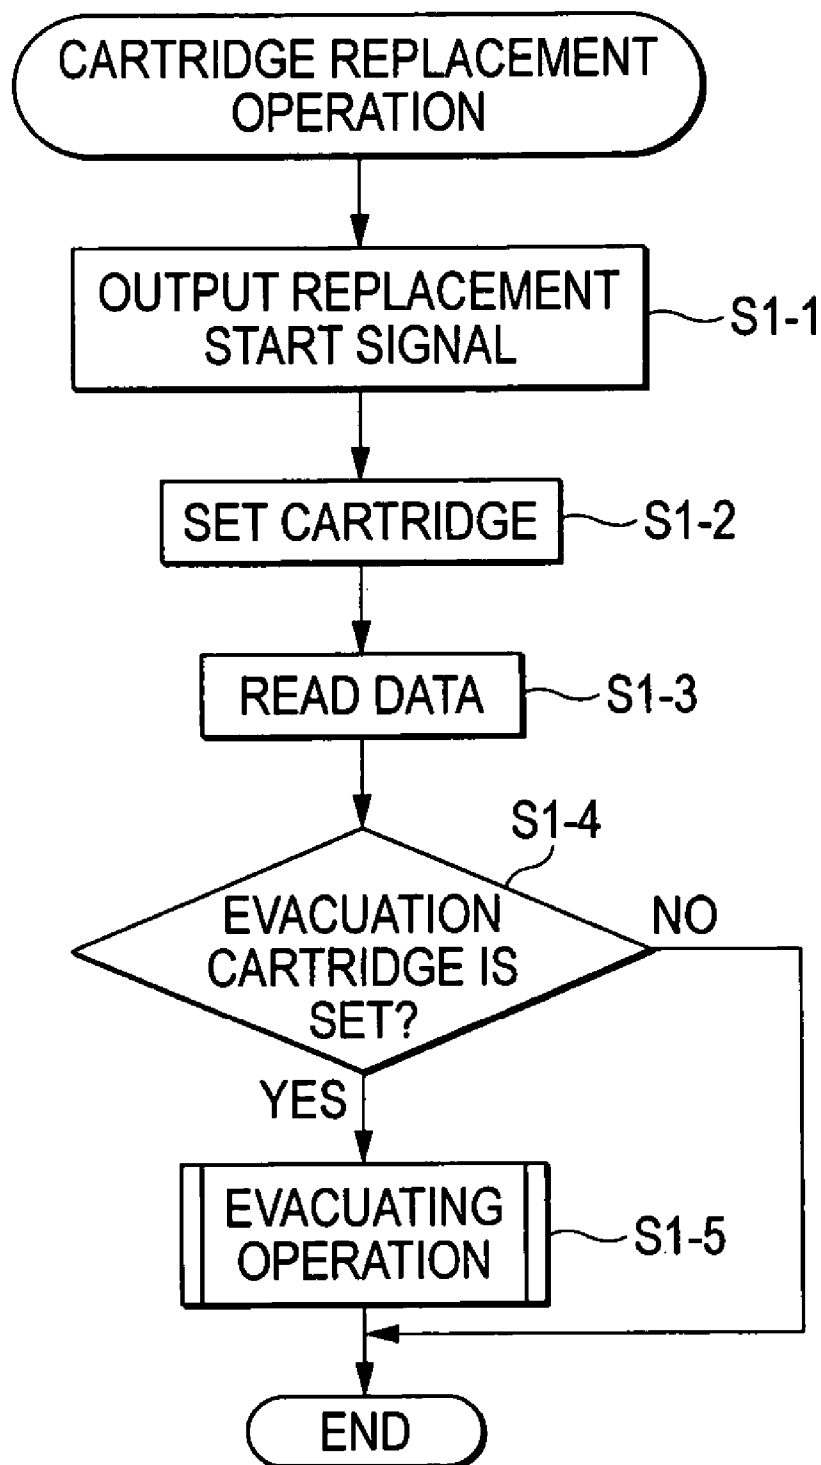 CARTRIDGE REPLACEMENT
OPERATION
OUTPUT REPLACEMENT
START SIGNAL
S1-1
SET CARTRIDGE
S1-2
READ DATA
S1-3
S1-4
EVACUATION
CARTRIDGE IS
SET?
NO
YES
EVACUATING
OPERATION
S1-5
END